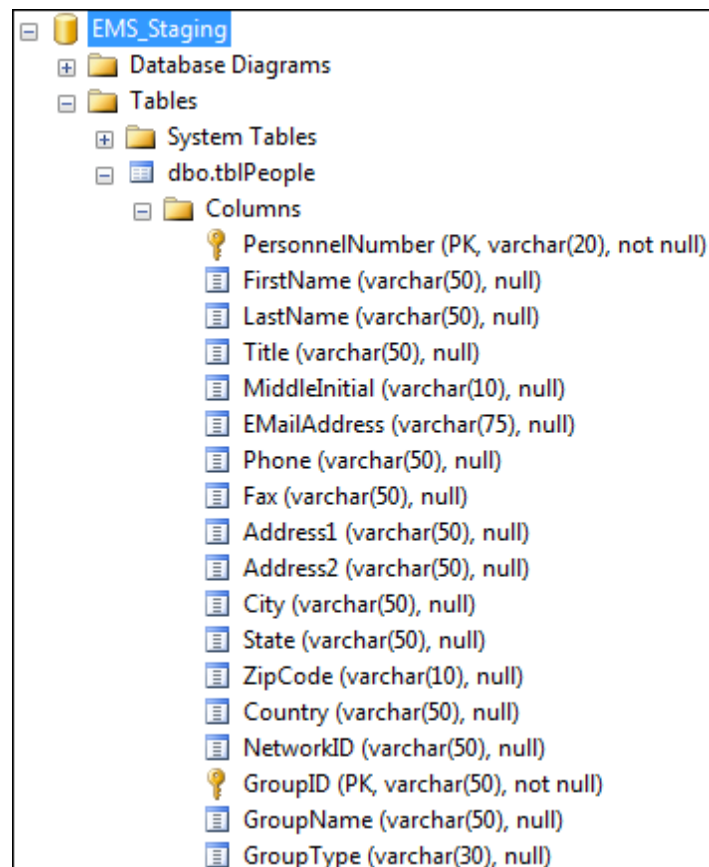 EMS_Staging
Database Diagrams
Tables
System Tables
dbo.tblPeople
Columns
PersonnelNumber (PK, varchar(20), not null)
FirstName (varchar(50), null)
LastName (varchar(50), null)
Title (varchar(50), null)
MiddleInitial (varchar(10), null)
EMailAddress (varchar(75), null)
Phone (varchar(50), null)
Fax (varchar(50), null)
Address1 (varchar(50), null)
Address2 (varchar(50), null)
City (varchar(50), null)
State (varchar(50), null)
ZipCode (varchar(10), null)
Country (varchar(50), null)
NetworkID (varchar(50), null)
GroupID (PK, varchar(50), not null)
GroupName (varchar(50), null)
GroupType (varchar(30), null)